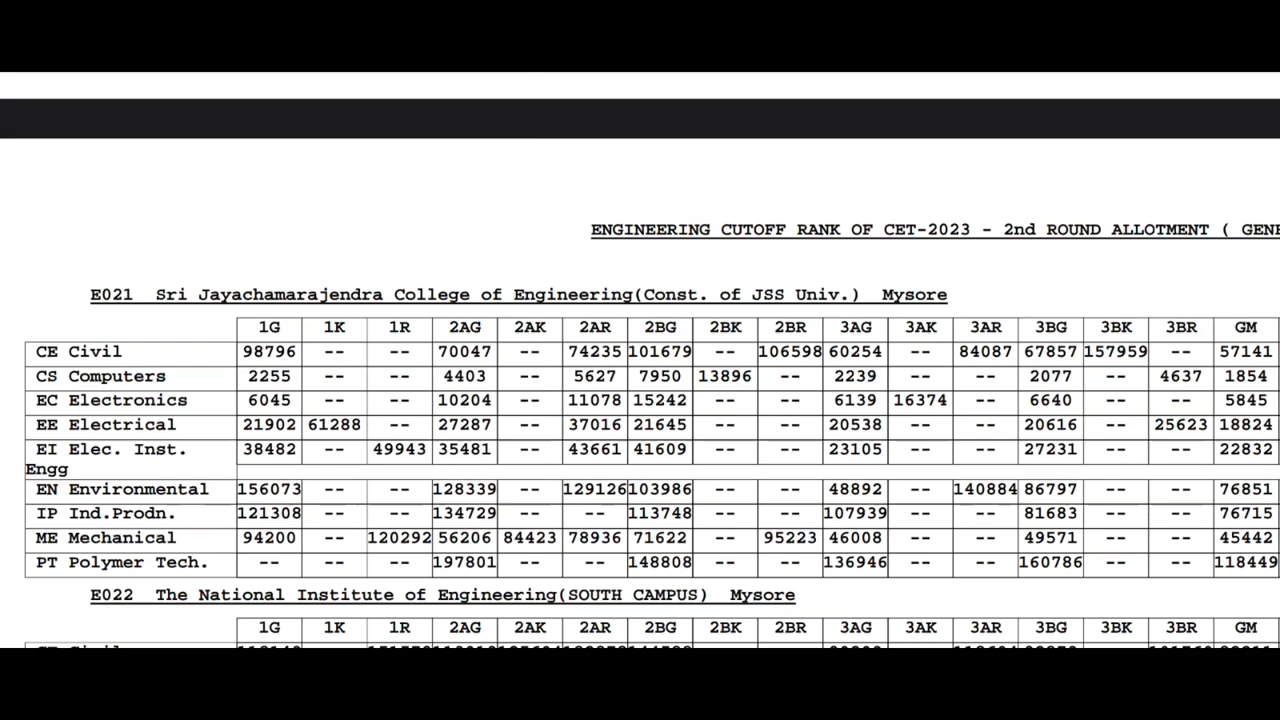 ENGINEERING CUTOFF RANK OF CET-2023 - 2nd ROUND ALLOTMENT ( GENE
E021 Sri Jayachamarajendra College of Engineering(Const. of JSS Univ.) Mysore
1G 1K 1R 2AG 2AK 2AR 2BG 2BK 2BR 3AG 3AK 3AR 3BG 3BK 3BR GM
CE Civil 98796 -- -- 70047 -- 74235 101679 -- 106598 60254 -- 84087 67857 157959 -- 57141
CS Computers 2255 -- -- 4403 -- 5627 7950 13896 -- 2239 -- -- 2077 -- 4637 1854
EC Electronics 6045 -- -- 10204 -- 11078 15242 -- -- 6139 16374 -- 6640 -- -- 5845
EE Electrical 21902 61288 -- 27287 -- 37016 21645 -- -- 20538 -- -- 20616 -- 25623 18824
EI Elec. Inst. 38482 -- 49943 35481 -- 43661 41609 -- -- 23105 -- -- 27231 -- -- 22832
Engg
EN Environmental 156073 -- -- 128339 -- 129126 103986 -- -- 48892 -- 140884 86797 -- -- 76851
IP Ind.Prodn. 121308 -- -- 134729 -- -- 113748 -- -- 107939 -- -- 81683 -- -- 76715
ME Mechanical 94200 -- 120292 56206 84423 78936 71622 -- 95223 46008 -- -- 49571 -- -- 45442
PT Polymer Tech. -- -- -- 197801 -- -- 148808 -- -- 136946 -- -- 160786 -- -- 118449
E022 The National Institute of Engineering(SOUTH CAMPUS) Mysore
1G 1K 1R 2AG 2AK 2AR 2BG 2BK 2BR 3AG 3AK 3AR 3BG 3BK 3BR GM